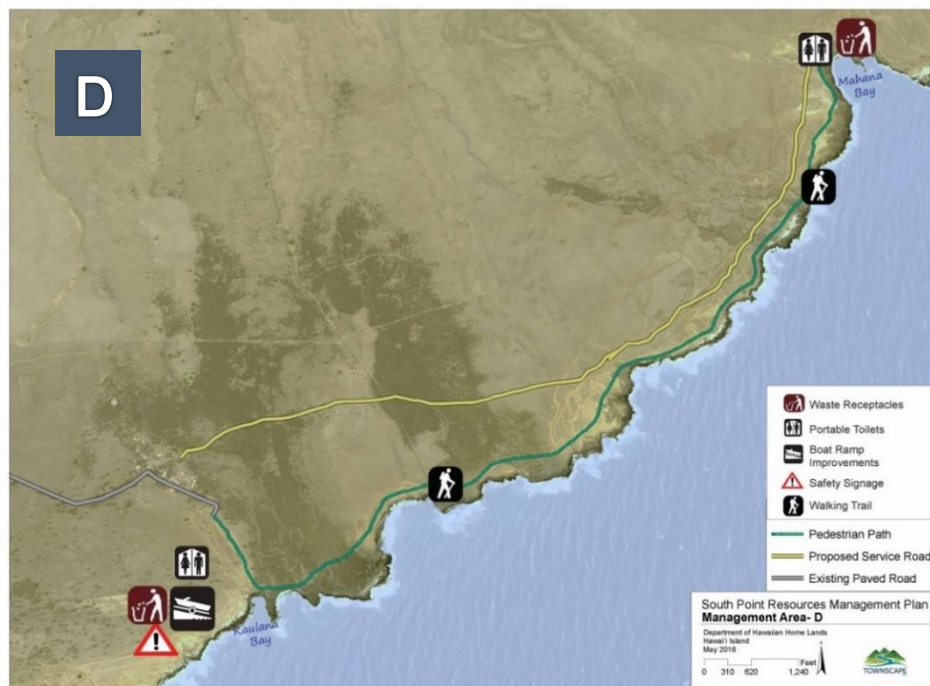 D
Mahana
Bay
Kaulana
Bay
Waste Receptacles
Portable Toilets
Boat Ramp
Improvements
Safety Signage
Walking Trail
Pedestrian Path
Proposed Service Road
Existing Paved Road
South Point Resources Management Plan
Management Area- D
Department of Hawaiian Home Lands
Hawai'i Island
May 2016
Feet
0 310 620 1,240
TOWNSCAPE